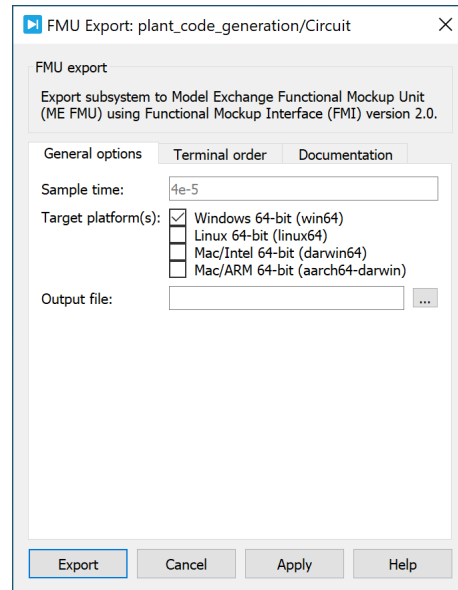 FMU Export: plant_code_generation/Circuit
FMU export
Export subsystem to Model Exchange Functional Mockup Unit
(ME FMU) using Functional Mockup Interface (FMI) version 2.0.
General options Terminal order Documentation
Sample time: 4e-5
Target platform(s): Windows 64-bit (win64)
Linux 64-bit (linux64)
Mac/Intel 64-bit (darwin64)
Mac/ARM 64-bit (aarch64-darwin)
Output file: ...
Export Cancel Apply Help